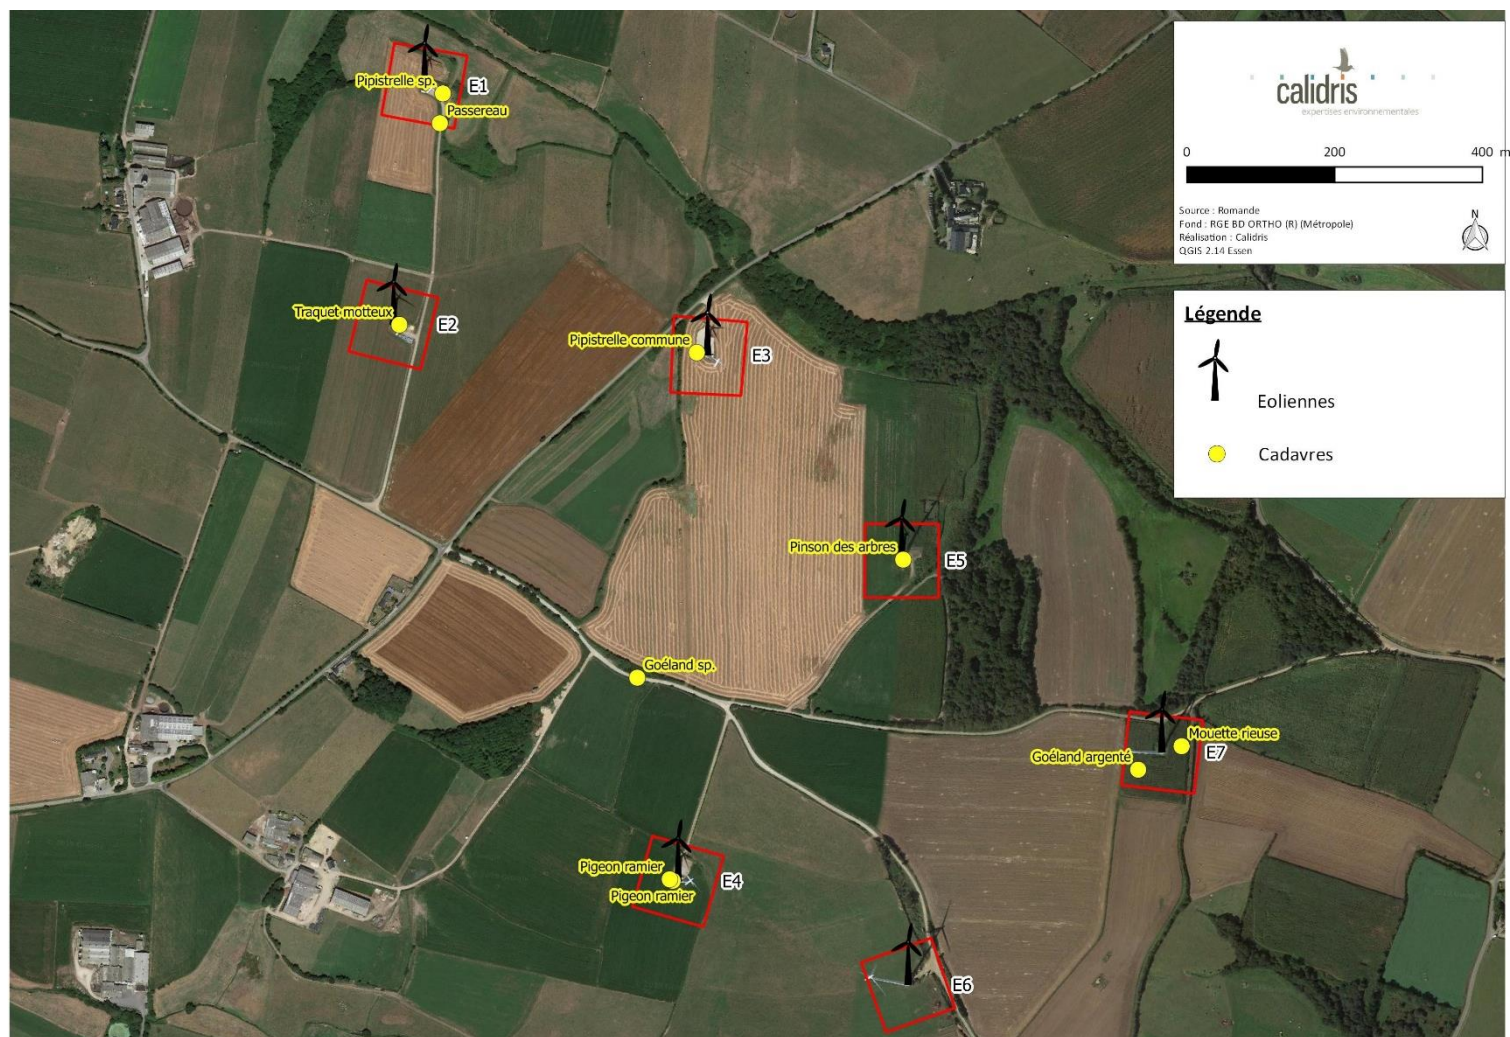 Pipistrelle sp.
E1
Passereau
Traquet motteux
E2
Pipistrelle commune
E3
Pinson des arbres
E5
Goéland sp.
Mouette rieuse
Goéland argenté
E7
Pigeon ramier
E4
Pigeon ramier
E6
calidris
expertises environnementales
0 200 400 m
Source : Romande
Fond : RGE BD ORTHO (R) (Métropole)
Réalisation : Calidris
QGIS 2.14 Essen
N
Légende
Eoliennes
Cadavres